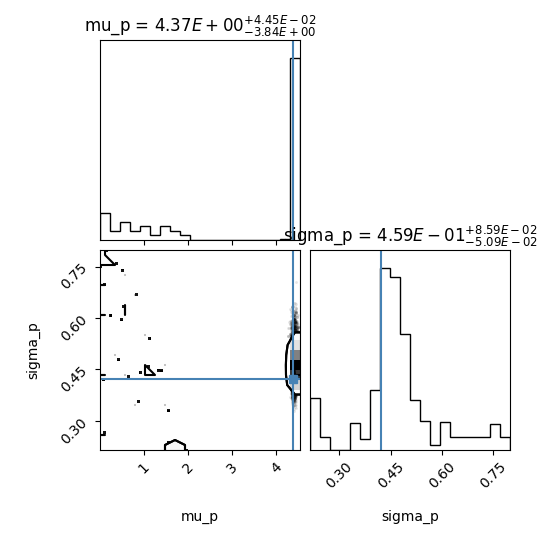 mu_p = 4.37E + 00+4.45E − 02 −3.84E + 00
sigma_p = 4.59E − 01+8.59E − 02 −5.09E − 02
0.75
0.60
0.45
0.30
sigma_p
1 2 3 4
0.30 0.45 0.60 0.75
mu_p
sigma_p